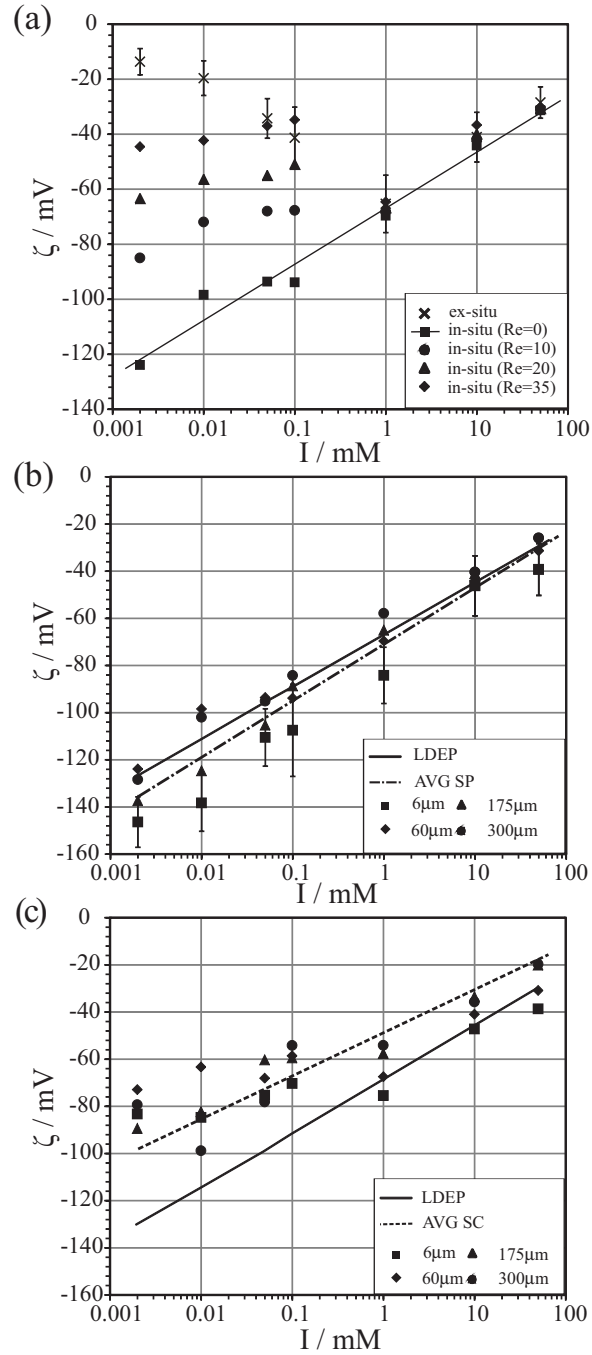 (a)
0
-20
-40
-60
-80
-100
-120
-140
ζ / mV
0.001 0.01 0.1 1 10 100
I / mM
ex-situ
in-situ (Re=0)
in-situ (Re=10)
in-situ (Re=20)
in-situ (Re=35)
(b)
0
-20
-40
-60
-80
-100
-120
-140
-160
ζ / mV
0.001 0.01 0.1 1 10 100
I / mM
LDEP
AVG SP
6μm 175μm
60μm 300μm
(c)
0
-20
-40
-60
-80
-100
-120
-140
-160
ζ / mV
0.001 0.01 0.1 1 10 100
I / mM
LDEP
AVG SC
6μm 175μm
60μm 300μm